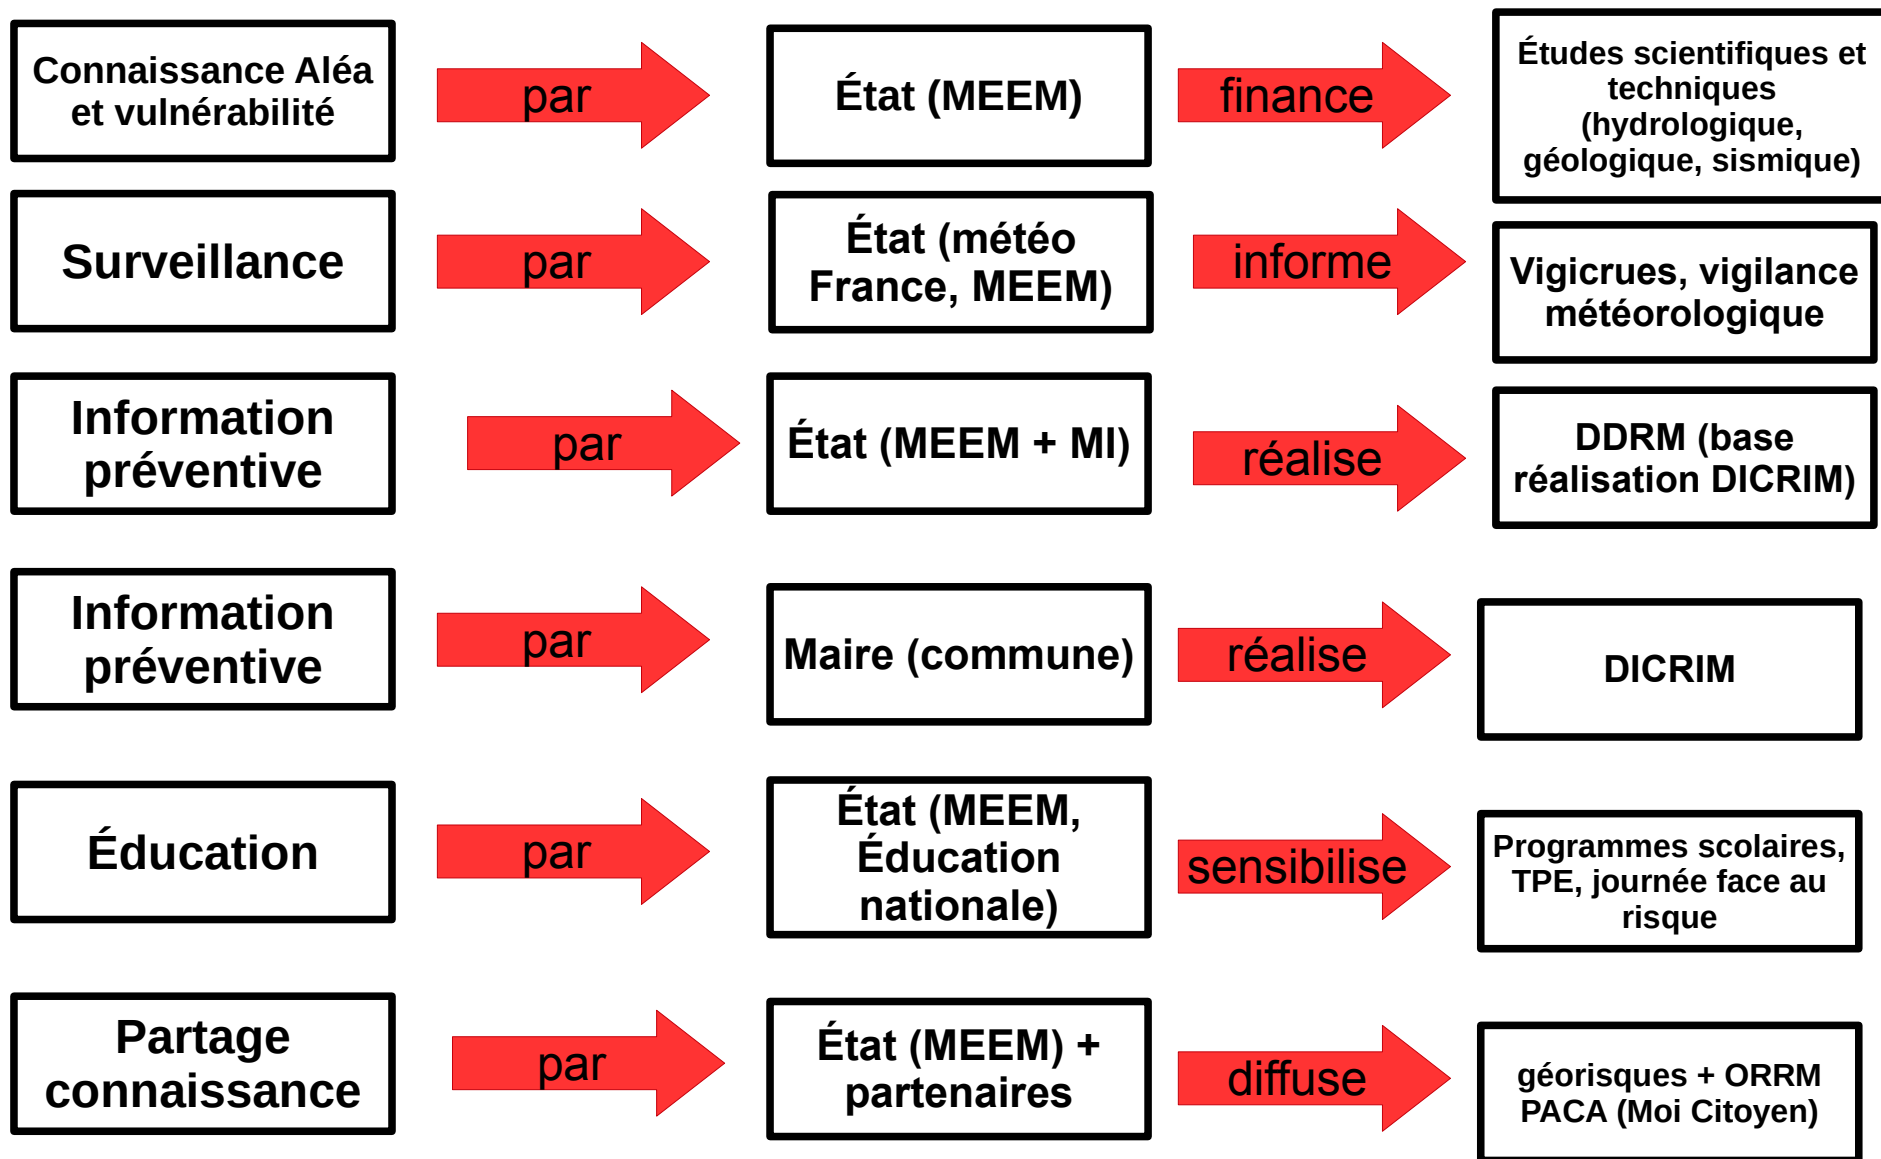 Connaissance Aléa
et vulnérabilité
par
État (MEEM)
finance
Études scientifiques et
techniques
(hydrologique,
géologique, sismique)
Surveillance
par
État (météo
France, MEEM)
informe
Vigicrues, vigilance
météorologique
Information
préventive
par
État (MEEM + MI)
réalise
DDRM (base
réalisation DICRIM)
Information
préventive
par
Maire (commune)
réalise
DICRIM
Éducation
par
État (MEEM,
Éducation
nationale)
sensibilise
Programmes scolaires,
TPE, journée face au
risque
Partage
connaissance
par
État (MEEM) +
partenaires
diffuse
géorisques + ORRM
PACA (Moi Citoyen)